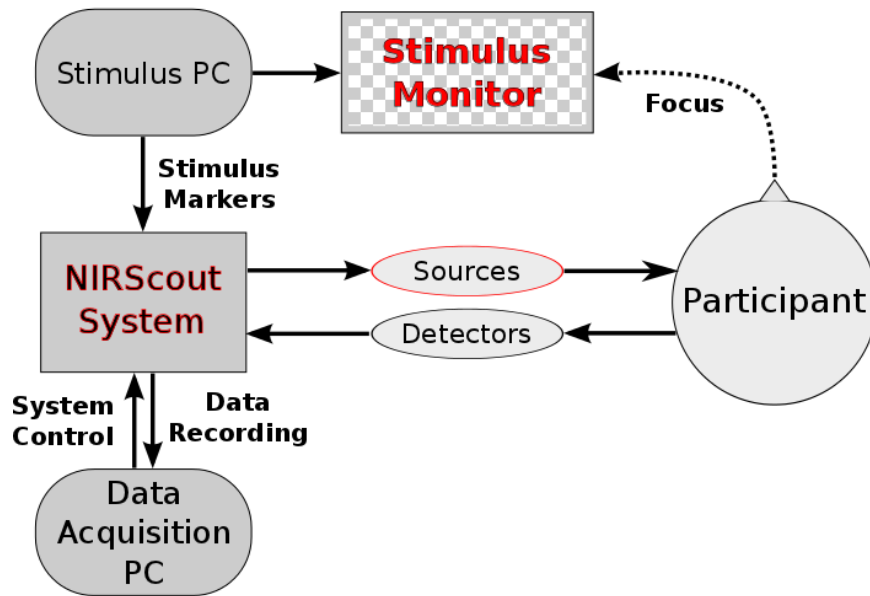 Stimulus PC
Stimulus
Monitor
Focus
Stimulus
Markers
NIRScout
System
Sources
Detectors
Participant
System
Control
Data
Recording
Data
Acquisition
PC